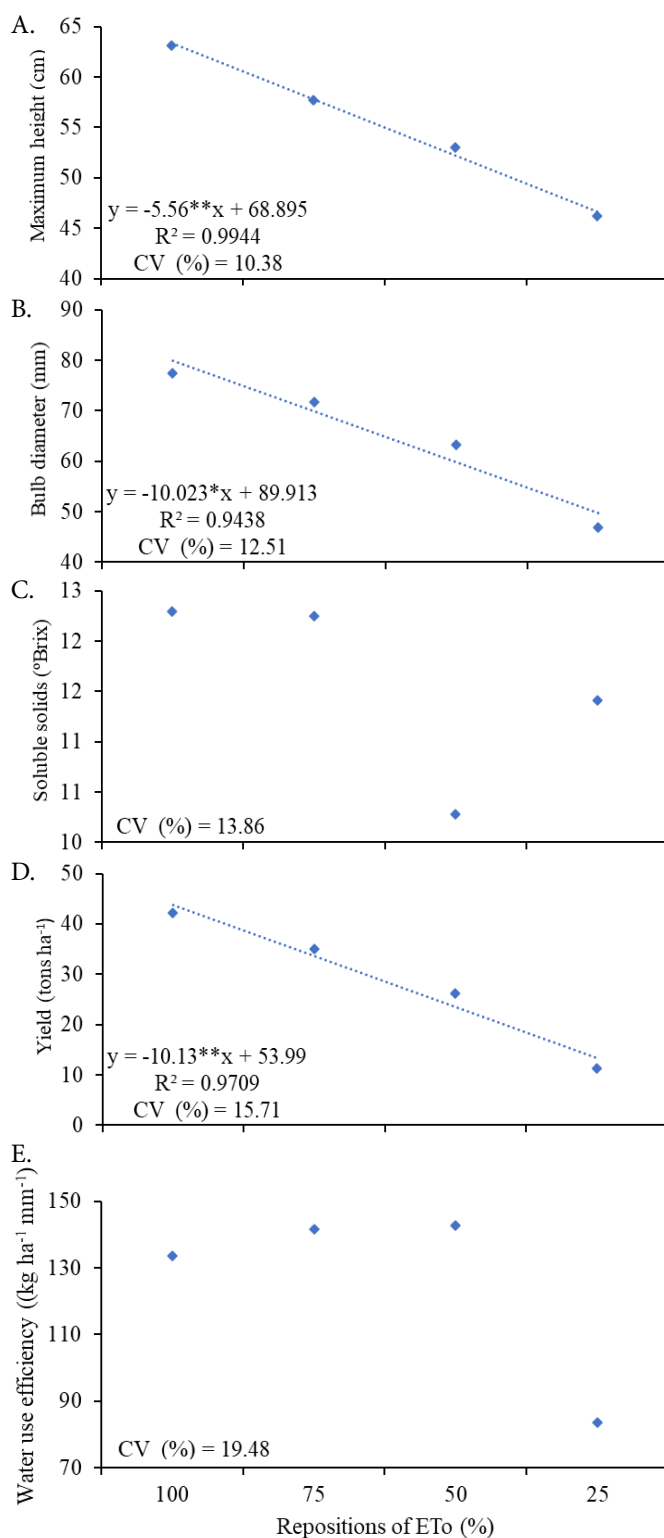 A.
Maximum height (cm)
65
60
55
50
45
40
y = -5.56**x + 68.895
R² = 0.9944
CV (%) = 10.38
B.
Bulb diameter (mm)
90
80
70
60
50
40
y = -10.023*x + 89.913
R² = 0.9438
CV (%) = 12.51
C.
Soluble solids (ºBrix)
13
12
12
11
11
10
CV (%) = 13.86
D.
Yield (tons ha⁻¹)
50
40
30
20
10
0
y = -10.13**x + 53.99
R² = 0.9709
CV (%) = 15.71
E.
Water use efficiency ((kg ha⁻¹ mm⁻¹)
150
130
110
90
70
CV (%) = 19.48
100 75 50 25
Repositions of ETo (%)